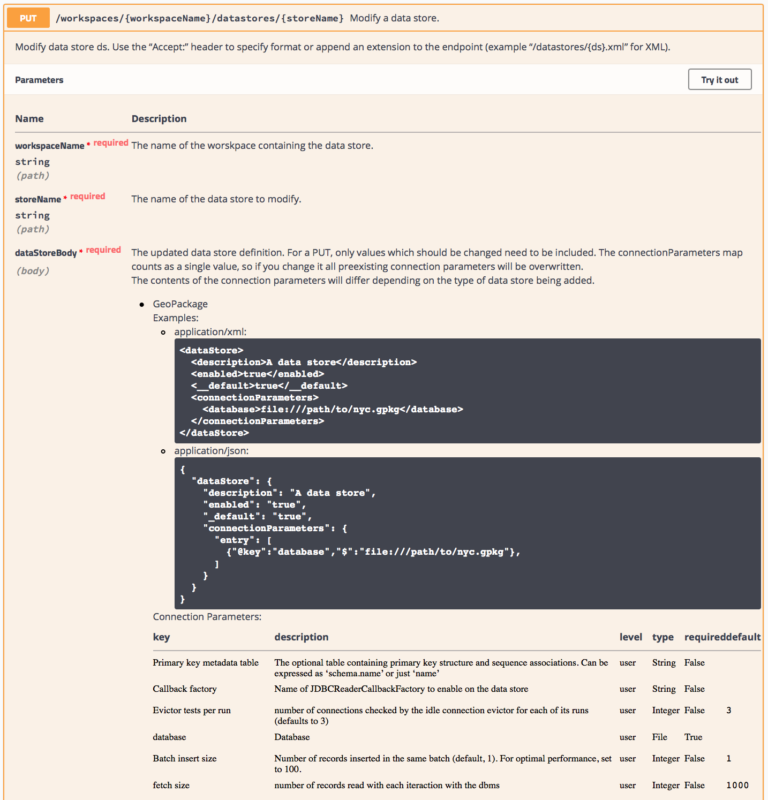 PUT /workspaces/{workspaceName}/datastores/{storeName} Modify a data store.
Modify data store ds. Use the “Accept:” header to specify format or append an extension to the endpoint (example “/datastores/{ds}.xml” for XML).
Parameters
Try it out
Name Description
workspaceName * required The name of the worskpace containing the data store.
string
(path)
storeName * required The name of the data store to modify.
string
(path)
dataStoreBody * required The updated data store definition. For a PUT, only values which should be changed need to be included. The connectionParameters map
(body) counts as a single value, so if you change it all preexisting connection parameters will be overwritten.
The contents of the connection parameters will differ depending on the type of data store being added.
GeoPackage
Examples:
application/xml:
<dataStore>
<description>A data store</description>
<enabled>true</enabled>
<__default>true</__default>
<connectionParameters>
<database>file:///path/to/nyc.gpkg</database>
</connectionParameters>
</dataStore>
application/json:
{
"dataStore": {
"description": "A data store",
"enabled": "true",
"_default": "true",
"connectionParameters": {
"entry": [
{"@key":"database","$":"file:///path/to/nyc.gpkg"},
]
}
}
}
Connection Parameters:
key description level type required default
Primary key metadata table The optional table containing primary key structure and sequence associations. Can be user String False
expressed as ‘schema.name’ or just ‘name’
Callback factory Name of JDBCReaderCallbackFactory to enable on the data store user String False
Evictor tests per run number of connections checked by the idle connection evictor for each of its runs user Integer False 3
(defaults to 3)
database Database user File True
Batch insert size Number of records inserted in the same batch (default, 1). For optimal performance, set user Integer False 1
to 100.
fetch size number of records read with each iteraction with the dbms user Integer False 1000